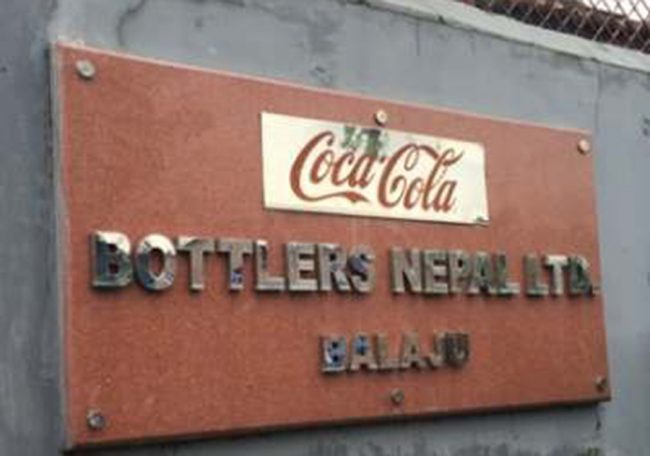 Coca-Cola
BOTTLERS NEPAL LTD.
BALAJU